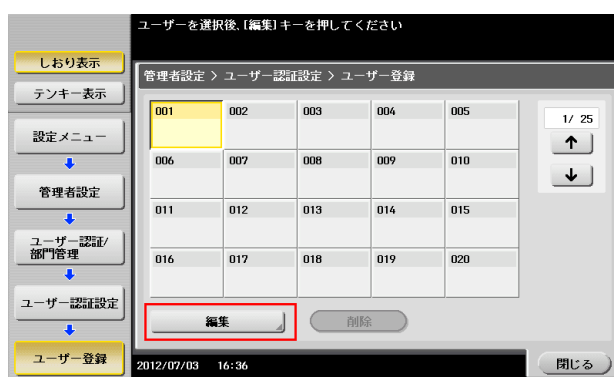 ユーザーを選択後、[編集]キーを押してください
しおり表示
テンキー表示
設定メニュー
管理者設定
ユーザー認証/
部門管理
ユーザー認証設定
ユーザー登録
管理者設定 > ユーザー認証設定 > ユーザー登録
001 002 003 004 005
006 007 008 009 010
011 012 013 014 015
016 017 018 019 020
1/ 25
↑
↓
編集 削除
2012/07/03 16:36
閉じる